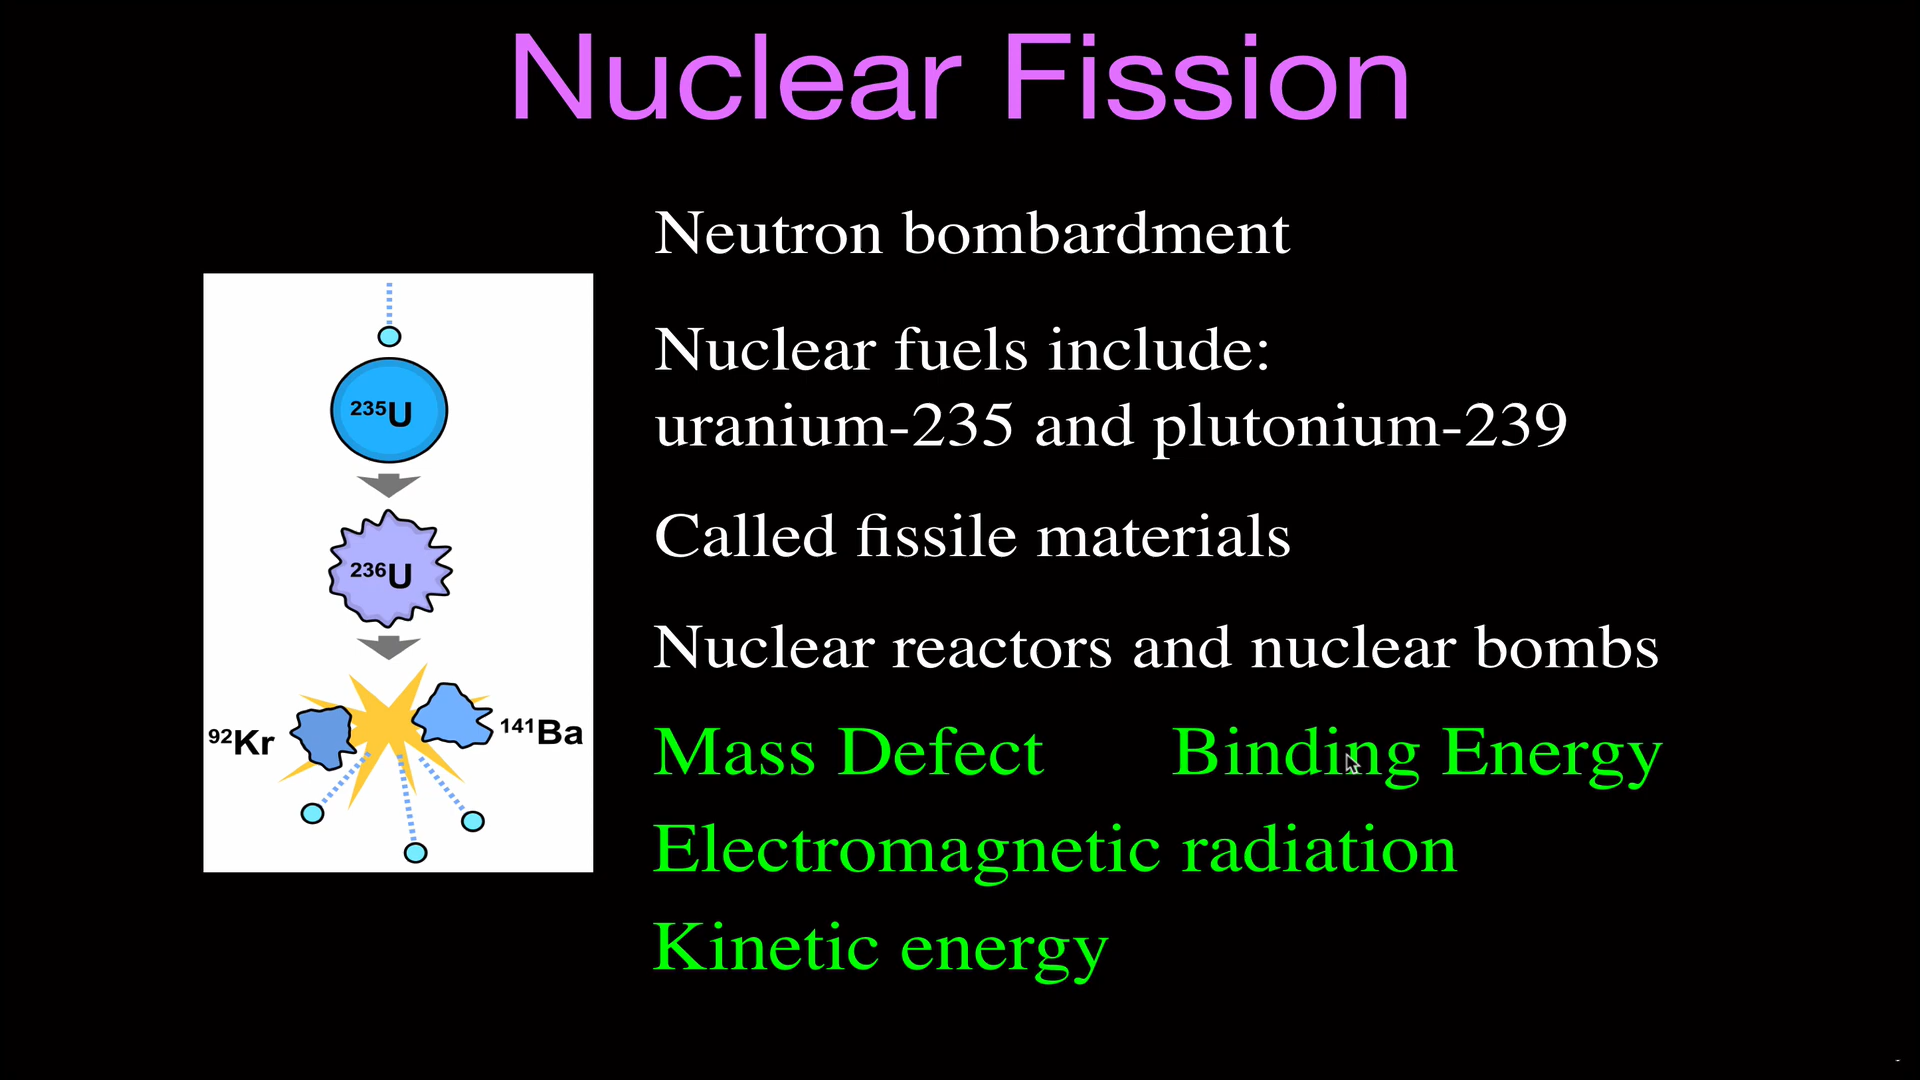 Nuclear Fission
Neutron bombardment
Nuclear fuels include:
uranium-235 and plutonium-239
Called fissile materials
Nuclear reactors and nuclear bombs
Mass Defect Binding Energy
Electromagnetic radiation
Kinetic energy
²³⁵U
²³⁶U
⁹²Kr
¹⁴¹Ba